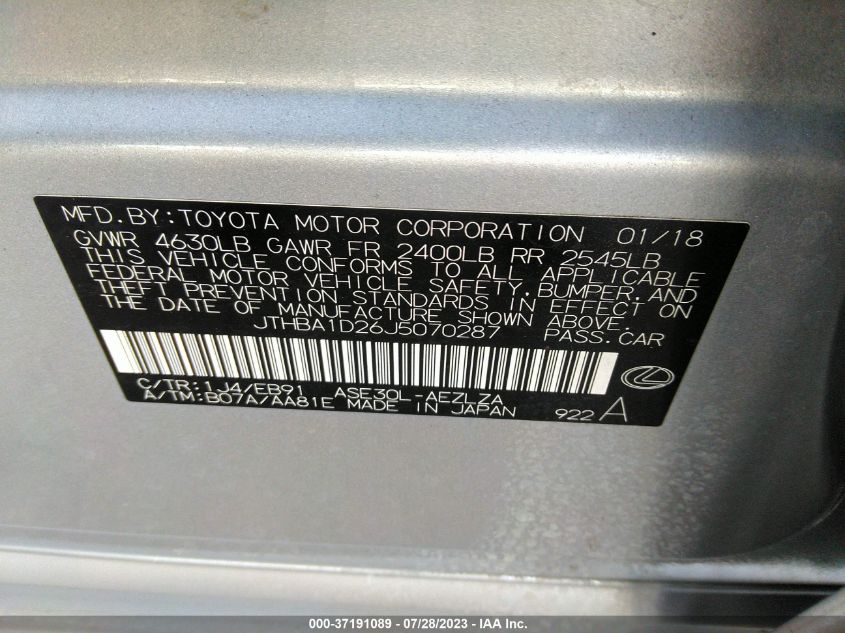 MFD.BY:TOYOTA MOTOR CORPORATION 01/18
GVWR 4630LB GAWR FR 2400LB RR 2545LB
THIS VEHICLE CONFORMS TO ALL APPLICABLE
FEDERAL MOTOR VEHICLE SAFETY,BUMPER,AND
THEFT PREVENTION STANDARDS IN EFFECT ON
THE DATE OF MANUFACTURE SHOWN ABOVE.
JTHBA1D26J5070287 PASS.CAR
C/TR:1J4/EB91 ASE30L-AEZLZA
A/TM:B07A/AA81E MADE IN JAPAN 922 A
000-37191089 / 07/28/2023 - IAA Inc.